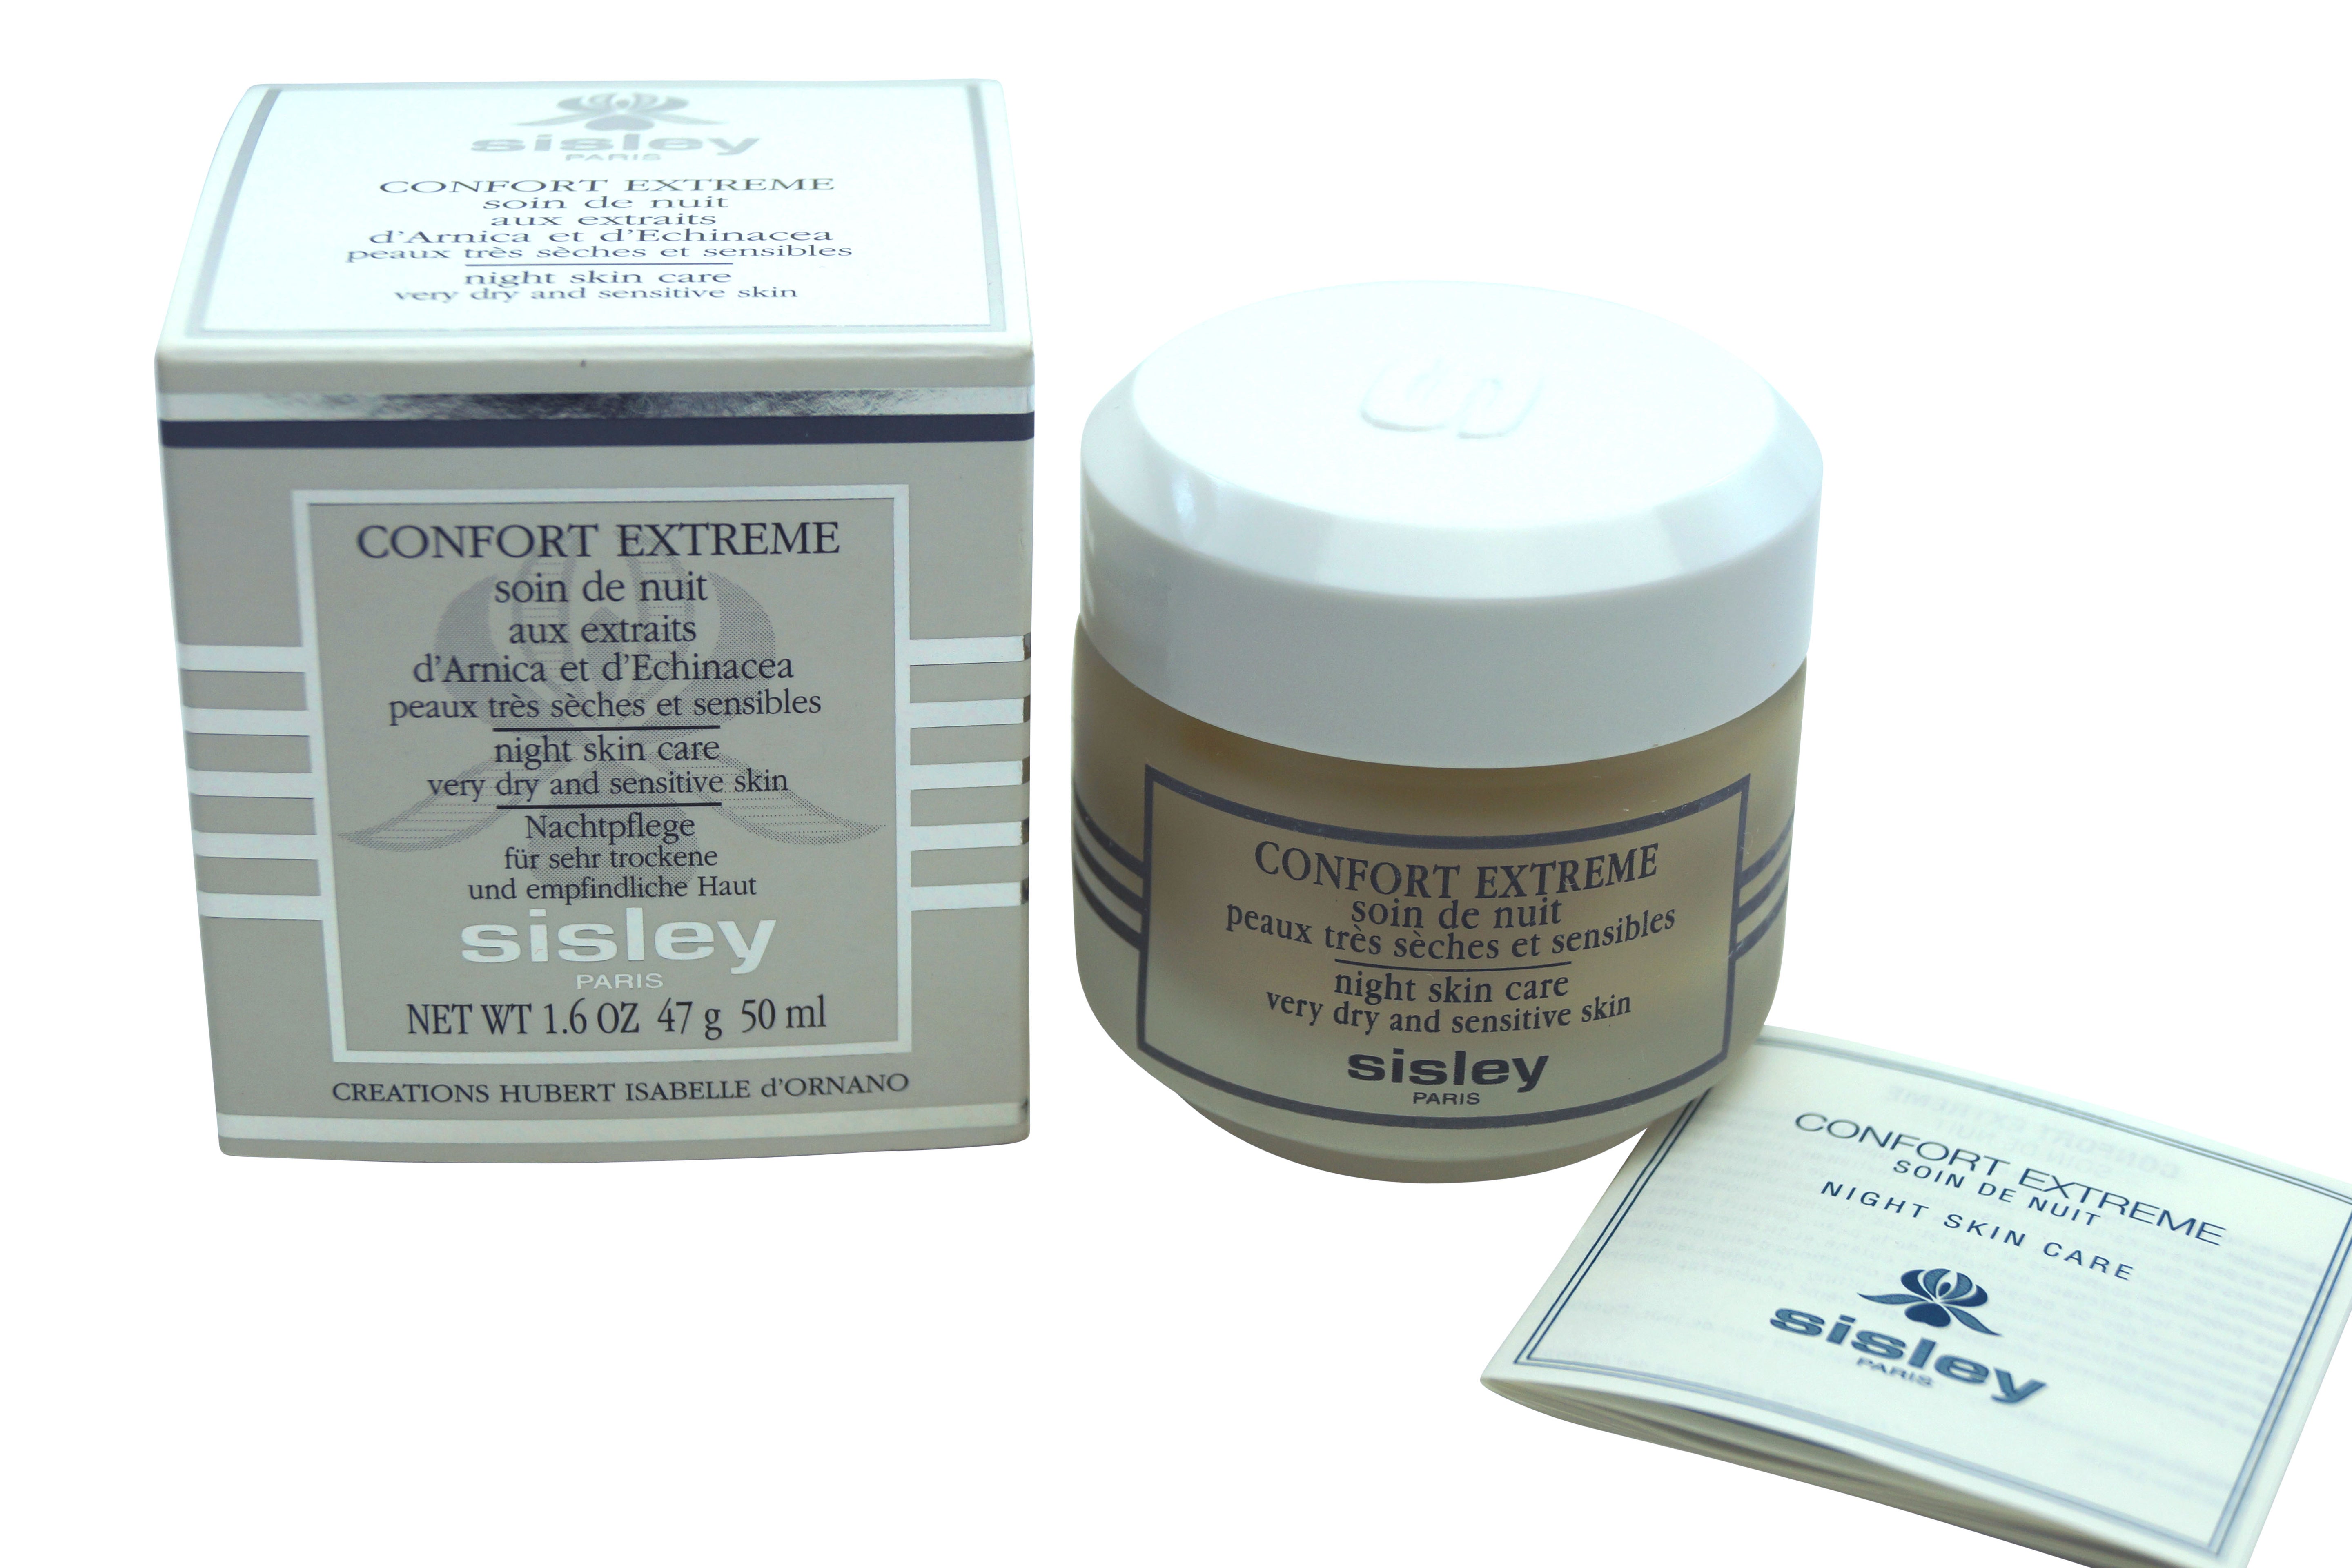 sisley
PARIS
CONFORT EXTREME
soin de nuit
aux extraits
d'Arnica et d'Echinacea
peaux très sèches et sensibles
night skin care
very dry and sensitive skin
CONFORT EXTREME
soin de nuit
aux extraits
d'Arnica et d'Echinacea
peaux très sèches et sensibles
night skin care
very dry and sensitive skin
Nachtpflege
für sehr trockene
und empfindliche Haut
sisley
PARIS
NET WT 1.6 OZ 47 g 50 ml
CREATIONS HUBERT ISABELLE d'ORNANO
CONFORT EXTREME
soin de nuit
peaux très sèches et sensibles
night skin care
very dry and sensitive skin
sisley
PARIS
CONFORT EXTREME
SOIN DE NUIT
NIGHT SKIN CARE
sisley
PARIS